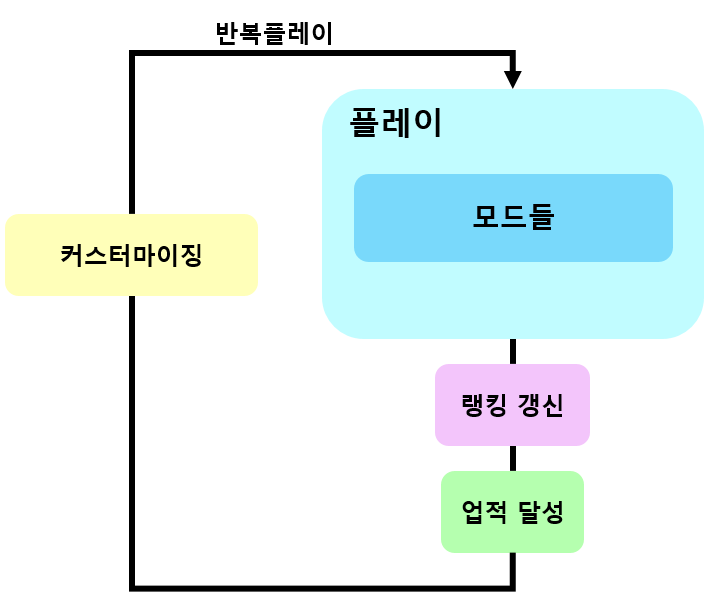 반복플레이
플레이
모드들
커스터마이징
랭킹 갱신
업적 달성